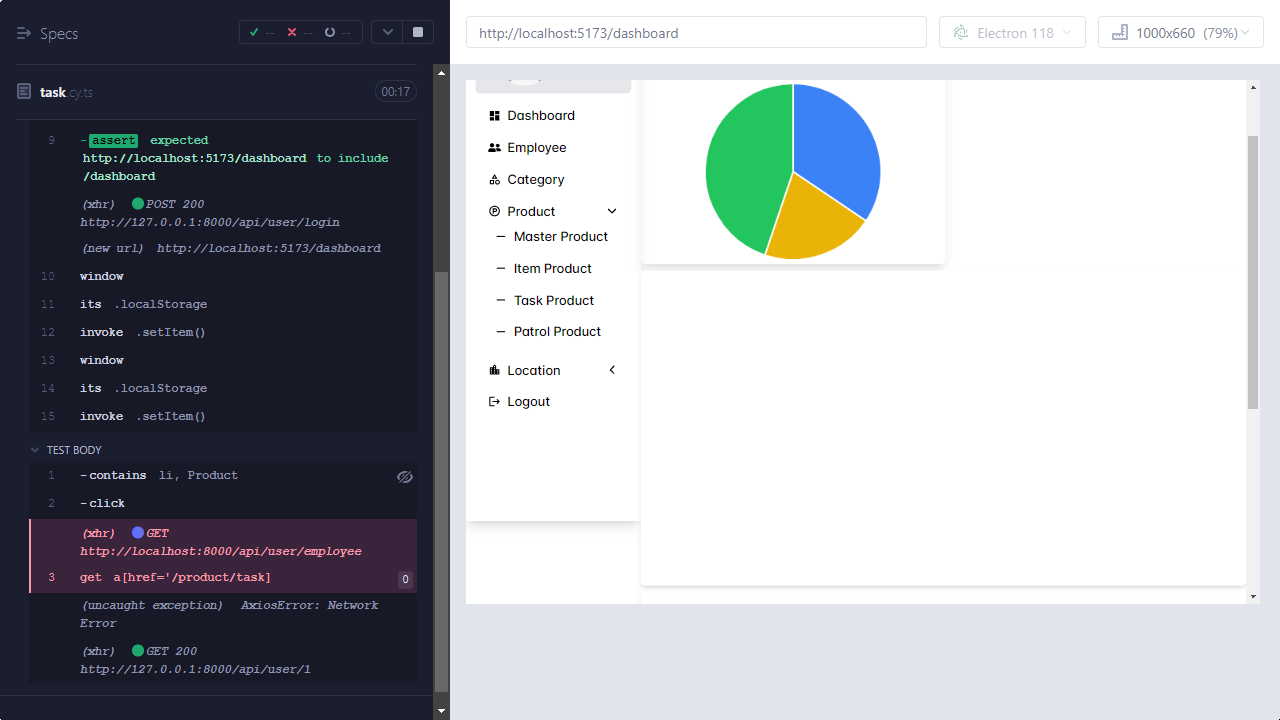 Specs
--
--
--
http://localhost:5173/dashboard
Electron 118
1000x660 (79%)
task.cy.ts
00:17
9 -assert expected
http://localhost:5173/dashboard to include
/dashboard
(xhr) POST 200
http://127.0.0.1:8000/api/user/login
(new url) http://localhost:5173/dashboard
10 window
11 its .localStorage
12 invoke .setItem()
13 window
14 its .localStorage
15 invoke .setItem()
TEST BODY
1 -contains li, Product
2 -click
(xhr) GET
http://localhost:8000/api/user/employee
3 get a[href='/product/task] 0
(uncaught exception) AxiosError: Network
Error
(xhr) GET 200
http://127.0.0.1:8000/api/user/1
Dashboard
Employee
Category
Product
Master Product
Item Product
Task Product
Patrol Product
Location
Logout